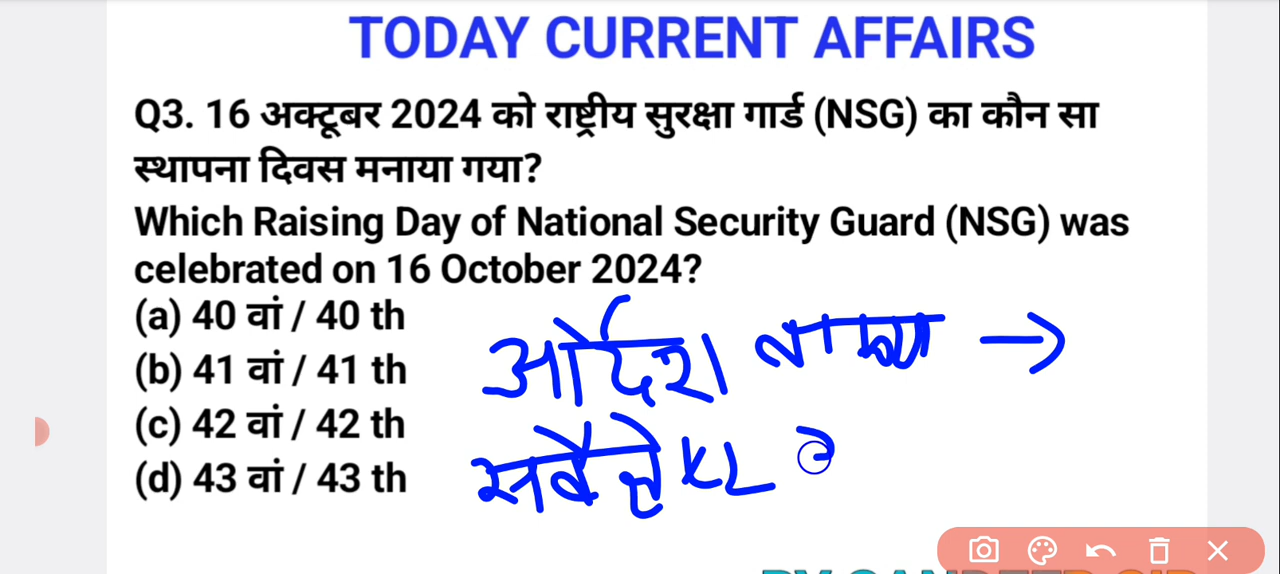 TODAY CURRENT AFFAIRS
Q3. 16 अक्टूबर 2024 को राष्ट्रीय सुरक्षा गार्ड (NSG) का कौन सा
स्थापना दिवस मनाया गया?
Which Raising Day of National Security Guard (NSG) was
celebrated on 16 October 2024?
(a) 40 वां / 40 th
(b) 41 वां / 41 th
(c) 42 वां / 42 th
(d) 43 वां / 43 th
→